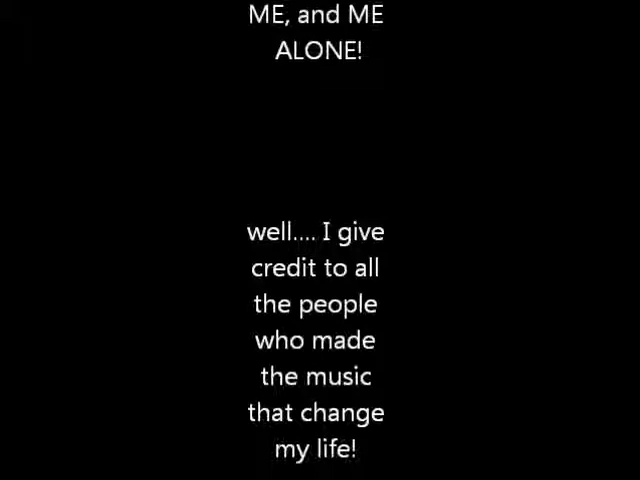 ME, and ME
ALONE!
well.... I give
credit to all
the people
who made
the music
that change
my life!